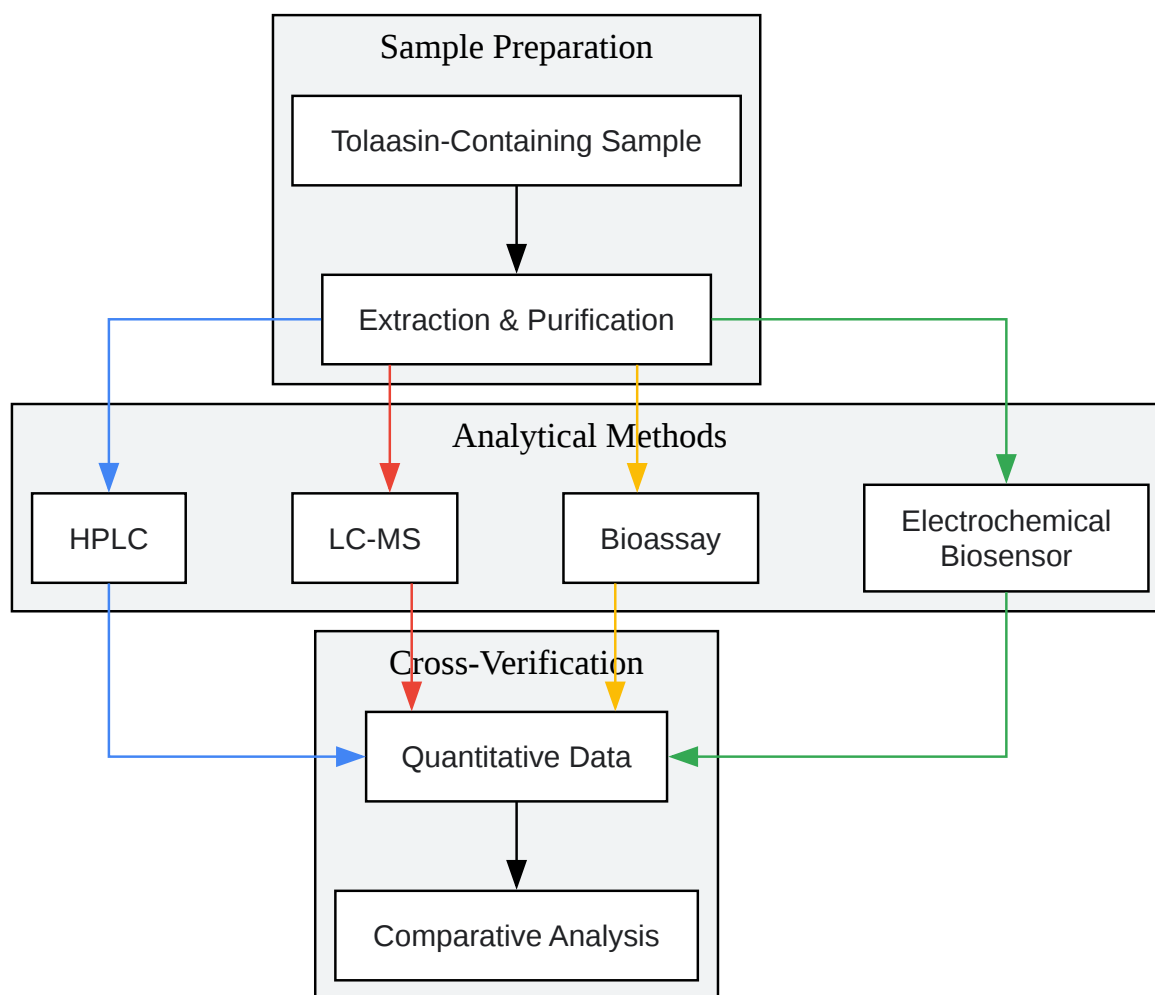 Sample Preparation
Tolaasin-Containing Sample
Extraction & Purification
Analytical Methods
HPLC
LC-MS
Bioassay
Electrochemical
Biosensor
Cross-Verification
Quantitative Data
Comparative Analysis